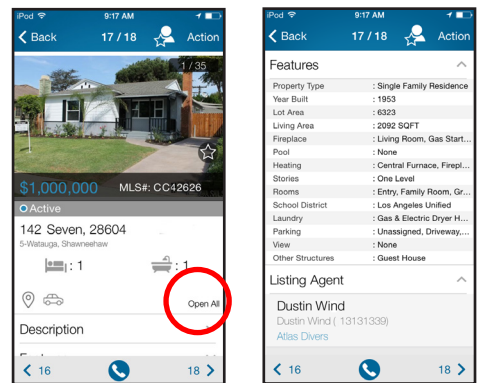 iPod 9:17 AM
Back 17 / 18 Action
1 / 35
$1,000,000 MLS#: CC42626
Active
142 Seven, 28604
5-Watauga, Shawneehaw
: 1 : 1
Open All
Description
16 18
iPod 9:17 AM
Back 17 / 18 Action
Features
Property Type : Single Family Residence
Year Built : 1953
Lot Area : 6323
Living Area : 2092 SQFT
Fireplace : Living Room, Gas Start...
Pool : None
Heating : Central Furnace, Firepl...
Stories : One Level
Rooms : Entry, Family Room, Gr...
School District : Los Angeles Unified
Laundry : Gas & Electric Dryer H...
Parking : Unassigned, Driveway,...
View : None
Other Structures : Guest House
Listing Agent
Dustin Wind
Dustin Wind ( 13131339)
Atlas Divers
16 18